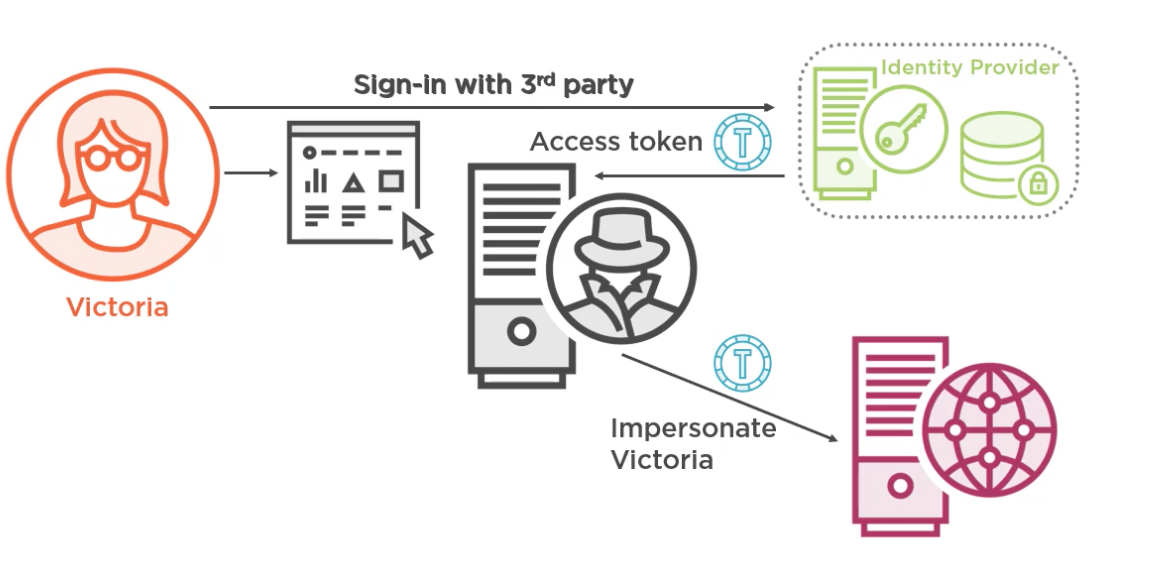 Sign-in with 3rd party
Identity Provider
Access token
T
Victoria
T
Impersonate
Victoria